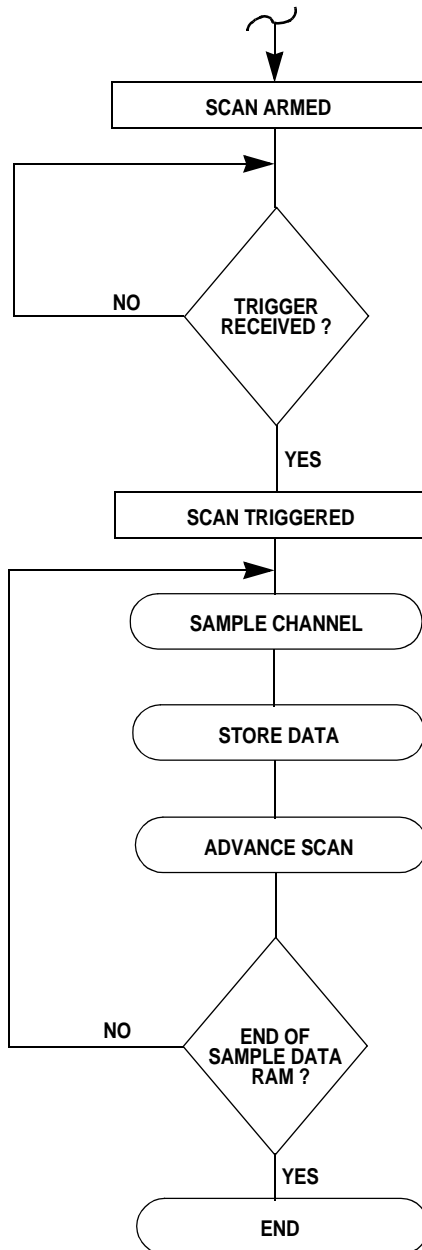 SCAN ARMED
NO
TRIGGER
RECEIVED ?
YES
SCAN TRIGGERED
SAMPLE CHANNEL
STORE DATA
ADVANCE SCAN
NO
END OF
SAMPLE DATA
RAM ?
YES
END